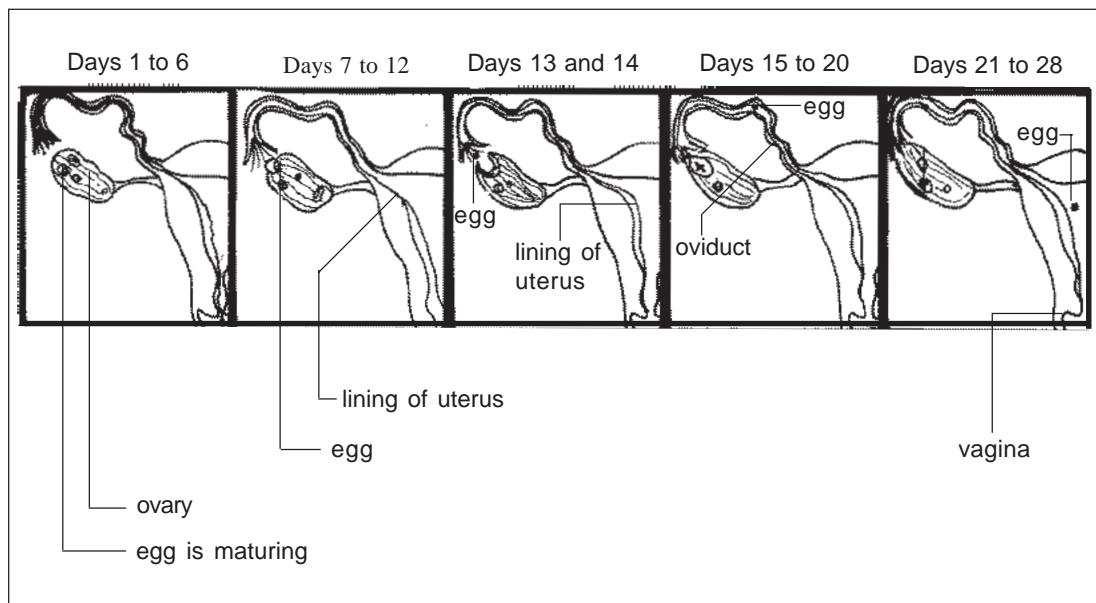 Days 1 to 6
Days 7 to 12
Days 13 and 14
Days 15 to 20
Days 21 to 28
egg
egg
egg
lining of
uterus
oviduct
lining of uterus
egg
vagina
ovary
egg is maturing